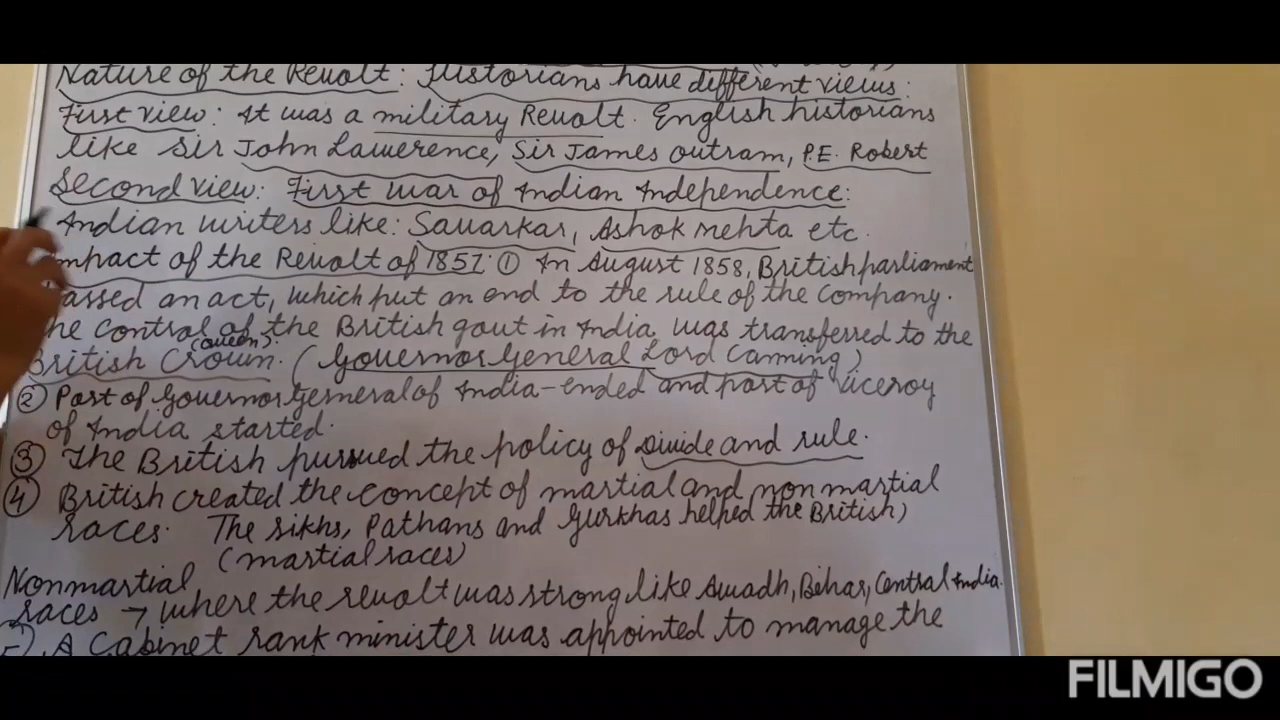 Nature of the Revolt: Historians have different views:
First view: It was a military Revolt. English historians
like Sir John Lawerence, Sir James outram, P.E. Robert
Second view: First war of Indian Independence:
Indian writers like: Savarkar, Ashok mehta etc.
mpact of the Revolt of 1857: ① In August 1858, British parliament
assed an act, which put an end to the rule of the company.
he control of the British govt in India was transferred to the
(Queen).
British Crown. (Governor General Lord Canning)
② Post of Governor General of India-ended and post of viceroy
of India started.
③ The British pursued the policy of Divide and rule.
④ British created the concept of martial and non martial
races. The sikhs, Pathans and Gurkhas helped the British)
(martial races)
Nonmartial
races → where the revolt was strong like Awadh, Bihar, Central India.
A Cabinet rank minister was appointed to manage the
FILMIGO